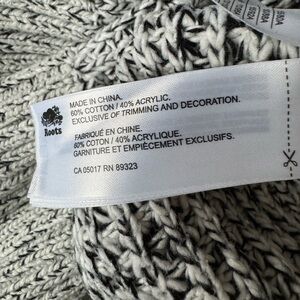 Roots
MADE IN CHINA.
60% COTTON / 40% ACRYLIC.
EXCLUSIVE OF TRIMMING AND DECORATION.
FABRIQUÉ EN CHINE.
60% COTON / 40% ACRYLIQUE.
GARNITURE ET EMPIÈCEMENT EXCLUSIFS.
CA 05017 RN 89323